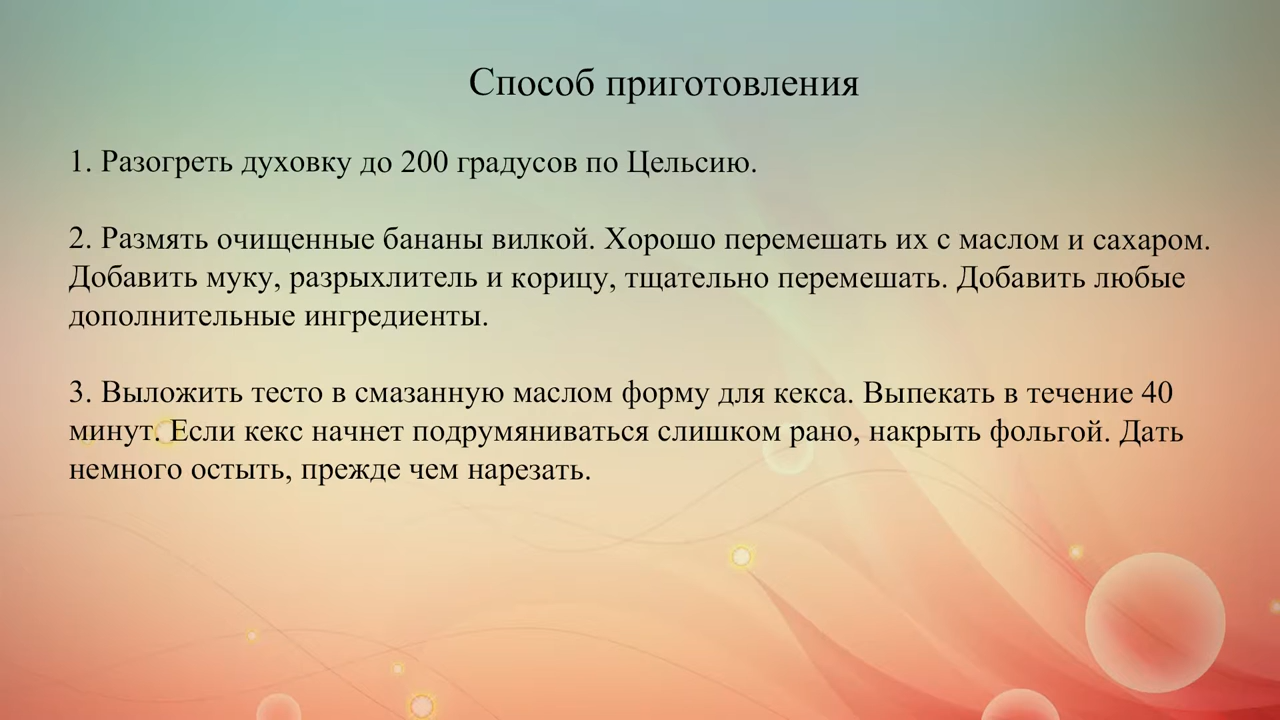 Способ приготовления
1. Разогреть духовку до 200 градусов по Цельсию.
2. Размять очищенные бананы вилкой. Хорошо перемешать их с маслом и сахаром.
Добавить муку, разрыхлитель и корицу, тщательно перемешать. Добавить любые
дополнительные ингредиенты.
3. Выложить тесто в смазанную маслом форму для кекса. Выпекать в течение 40
минут. Если кекс начнет подрумяниваться слишком рано, накрыть фольгой. Дать
немного остыть, прежде чем нарезать.